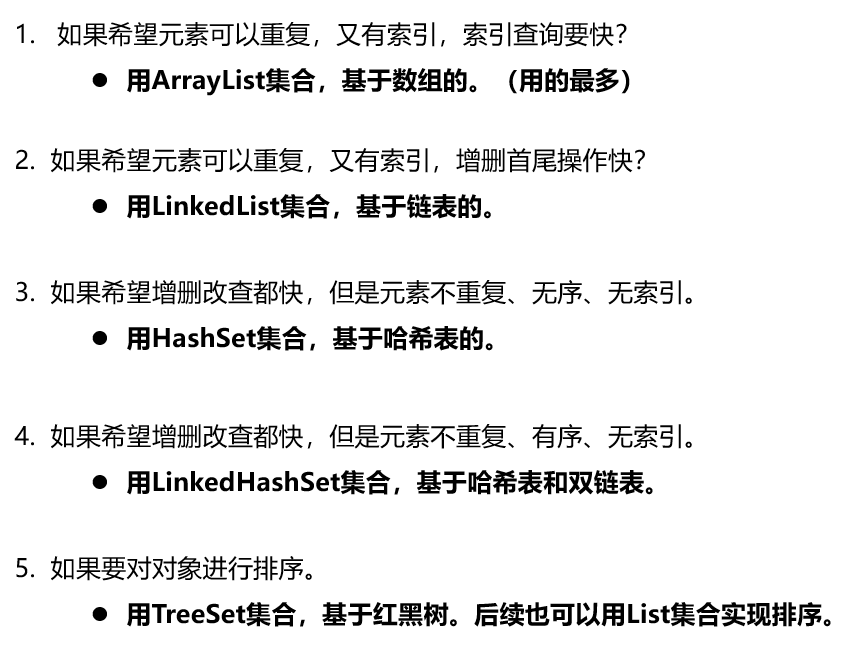 1. 如果希望元素可以重复，又有索引，索引查询要快？
● 用ArrayList集合，基于数组的。（用的最多）
2. 如果希望元素可以重复，又有索引，增删首尾操作快？
● 用LinkedList集合，基于链表的。
3. 如果希望增删改查都快，但是元素不重复、无序、无索引。
● 用HashSet集合，基于哈希表的。
4. 如果希望增删改查都快，但是元素不重复、有序、无索引。
● 用LinkedHashSet集合，基于哈希表和双链表。
5. 如果要对对象进行排序。
● 用TreeSet集合，基于红黑树。后续也可以用List集合实现排序。